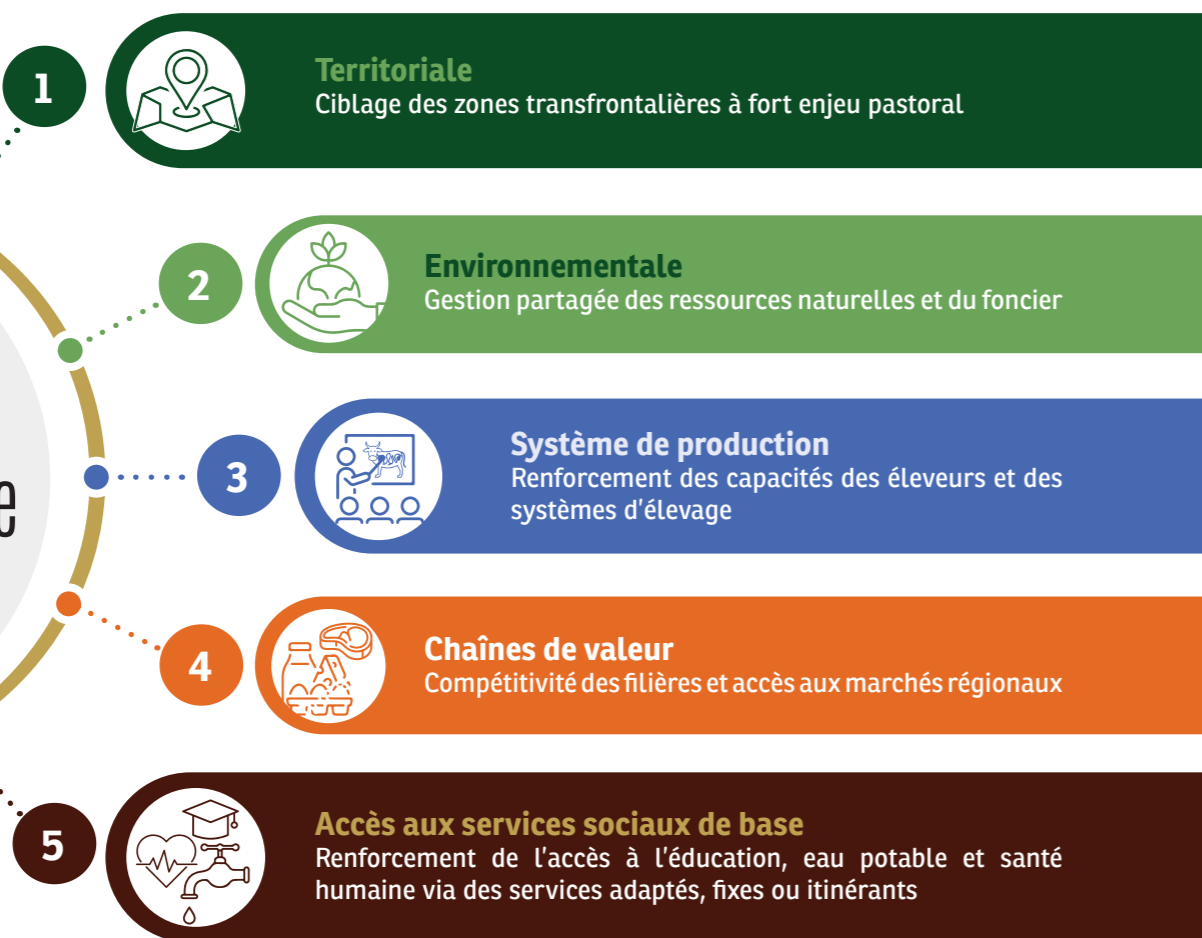 1
Territoriale
Ciblage des zones transfrontalières à fort enjeu pastoral
2
Environnementale
Gestion partagée des ressources naturelles et du foncier
3
Système de production
Renforcement des capacités des éleveurs et des
systèmes d'élevage
4
Chaînes de valeur
Compétitivité des filières et accès aux marchés régionaux
5
Accès aux services sociaux de base
Renforcement de l'accès à l'éducation, eau potable et santé
humaine via des services adaptés, fixes ou itinérants